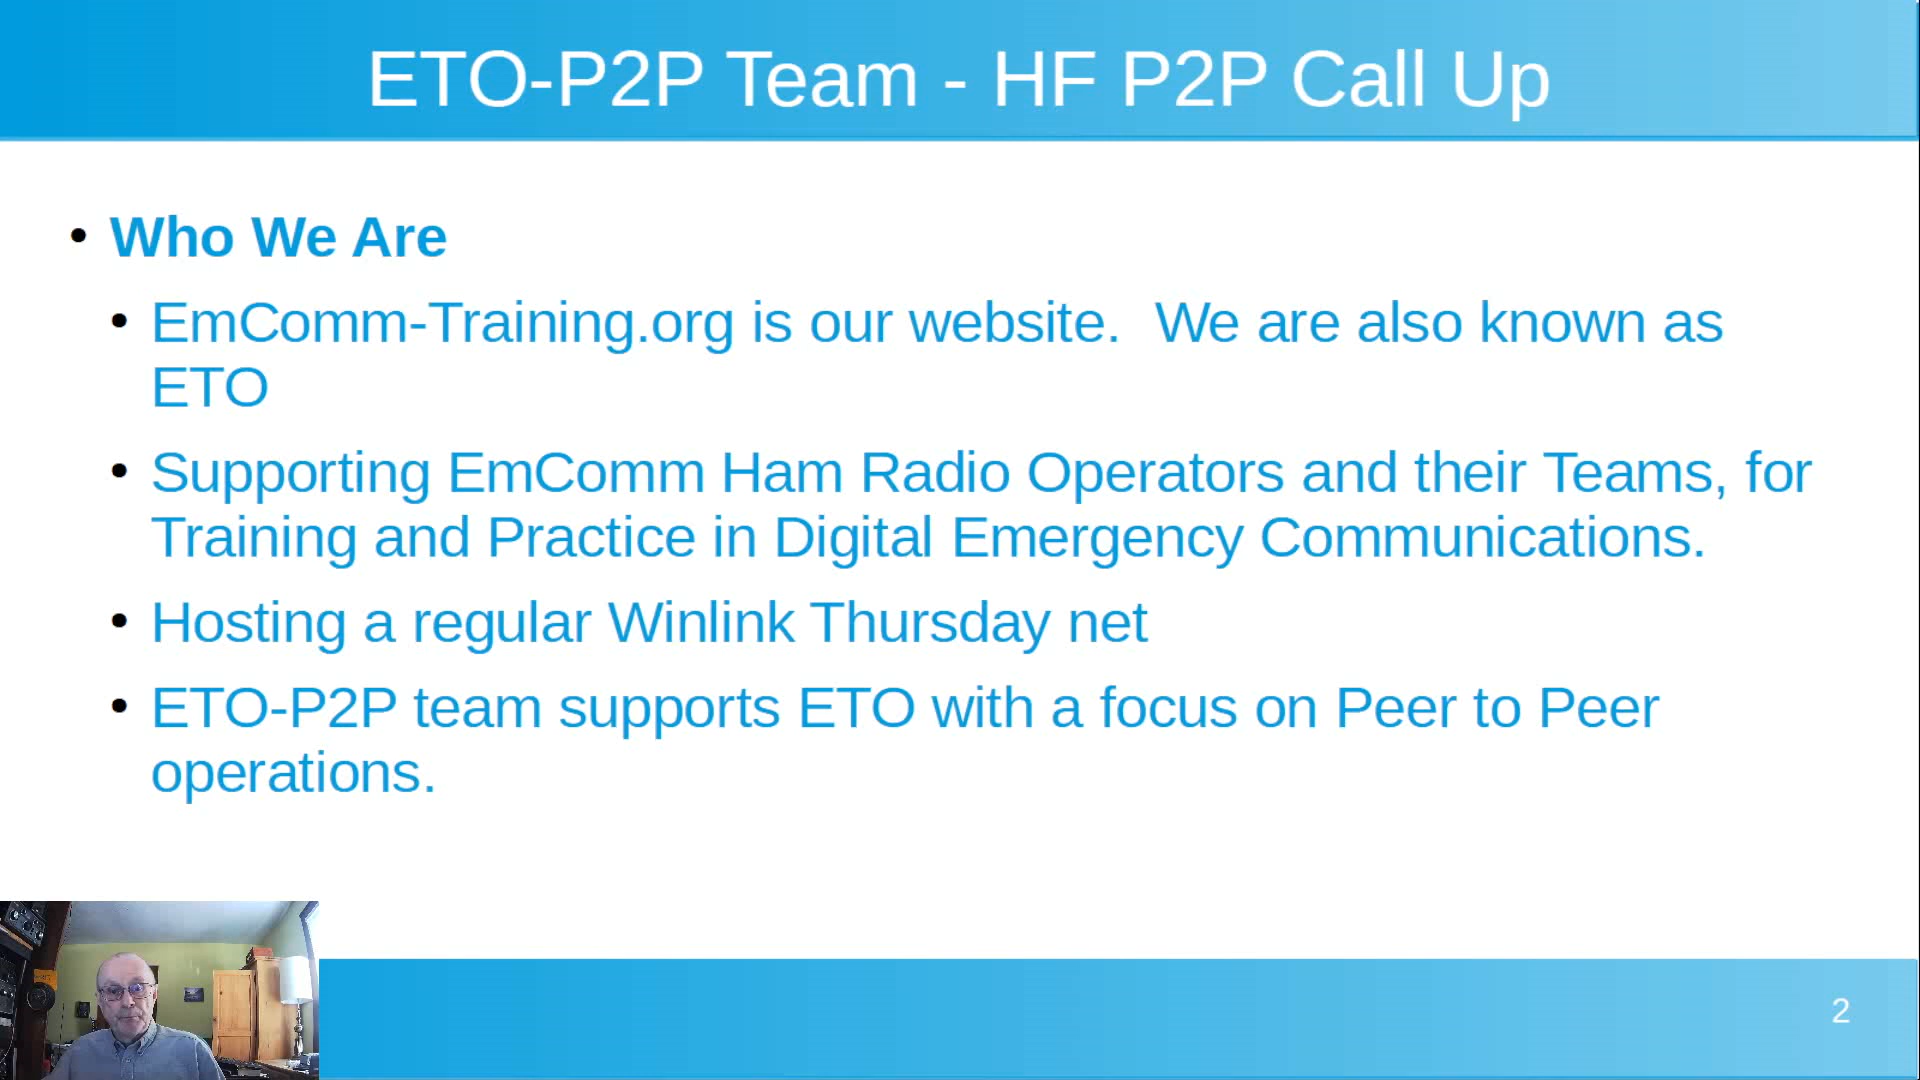 ETO-P2P Team - HF P2P Call Up
• Who We Are
• EmComm-Training.org is our website.  We are also known as
ETO
• Supporting EmComm Ham Radio Operators and their Teams, for
Training and Practice in Digital Emergency Communications.
• Hosting a regular Winlink Thursday net
• ETO-P2P team supports ETO with a focus on Peer to Peer
operations.
2